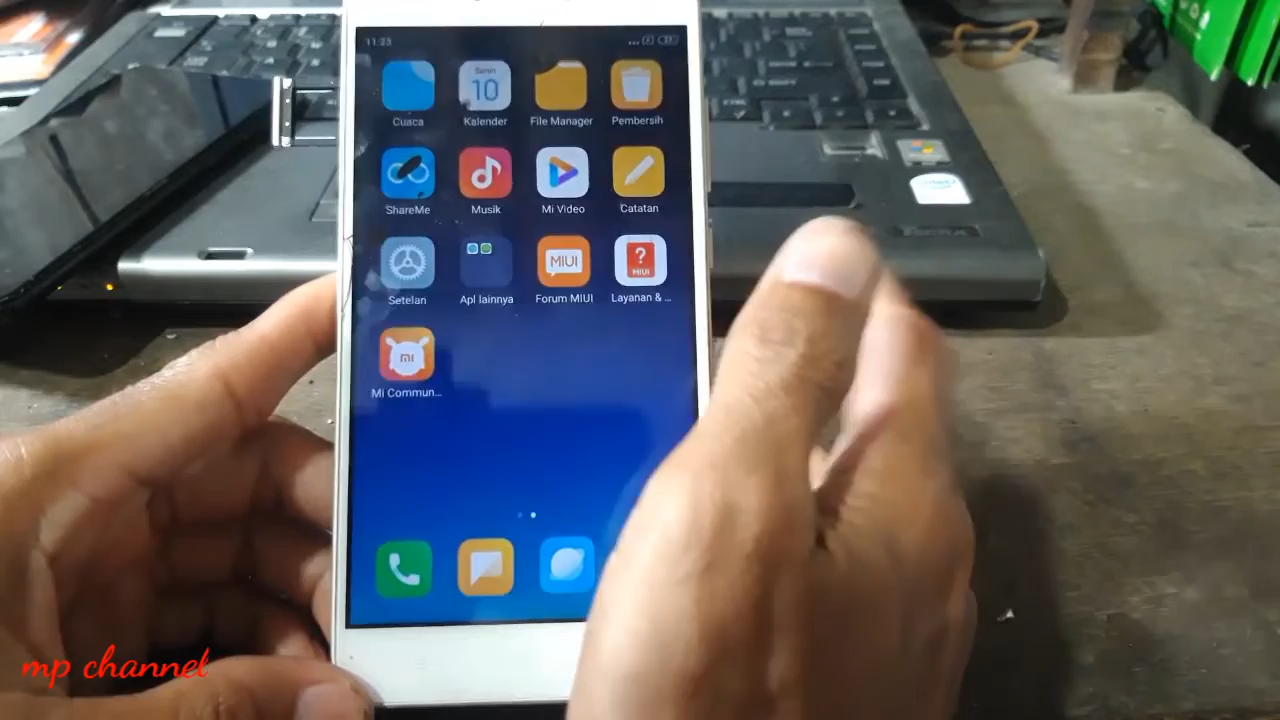 11:23
Senin
10
Cuaca
Kalender
File Manager
Pembersih
ShareMe
Musik
Mi Video
Catatan
MIUI
?
MIUI
Setelan
Apl lainnya
Forum MIUI
Layanan & ...
mi
Mi Commun...
mp channel